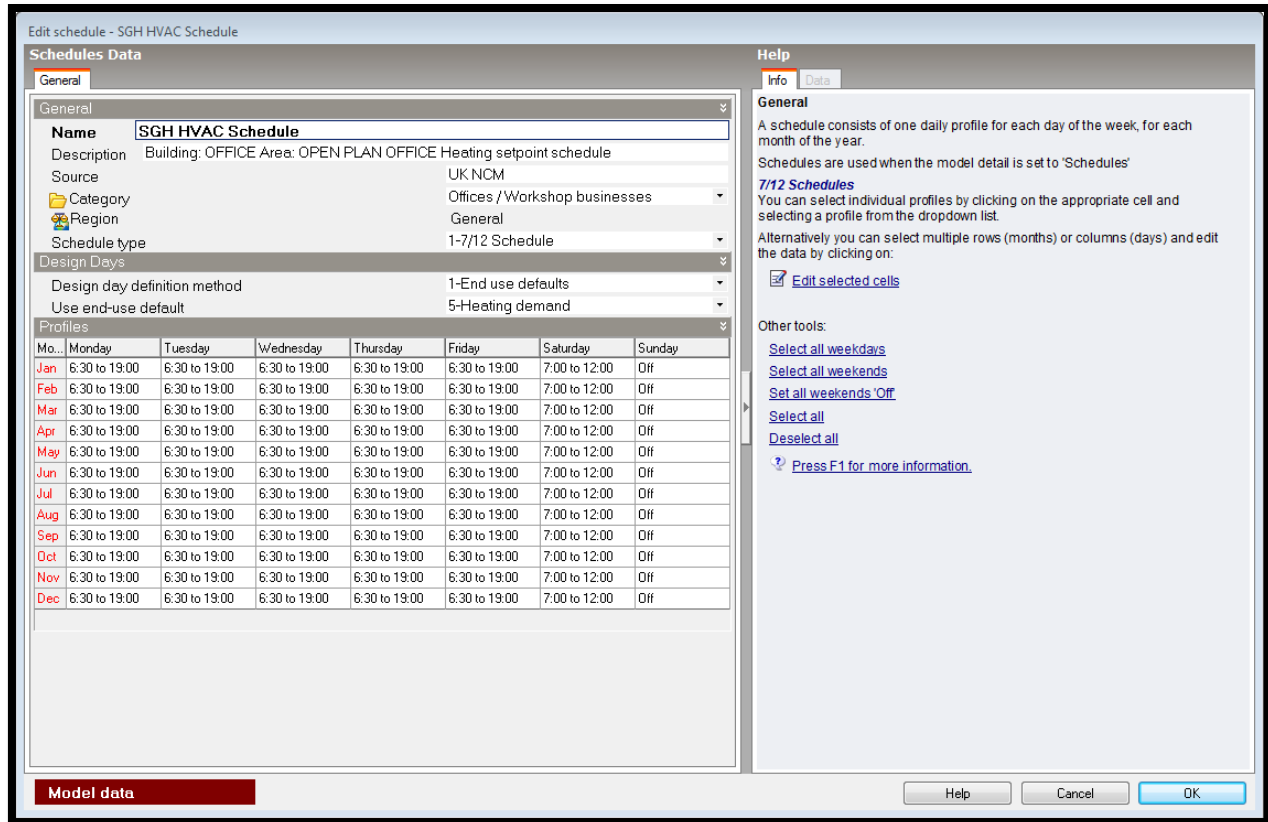 Edit schedule - SGH HVAC Schedule
Schedules Data
General
General
Name SGH HVAC Schedule
Description Building: OFFICE Area: OPEN PLAN OFFICE Heating setpoint schedule
Source UK NCM
Category Offices / Workshop businesses
Region General
Schedule type 1-7/12 Schedule
Design Days
Design day definition method 1-End use defaults
Use end-use default 5-Heating demand
Profiles
Mo... Monday Tuesday Wednesday Thursday Friday Saturday Sunday
Jan 6:30 to 19:00 6:30 to 19:00 6:30 to 19:00 6:30 to 19:00 6:30 to 19:00 7:00 to 12:00 Off
Feb 6:30 to 19:00 6:30 to 19:00 6:30 to 19:00 6:30 to 19:00 6:30 to 19:00 7:00 to 12:00 Off
Mar 6:30 to 19:00 6:30 to 19:00 6:30 to 19:00 6:30 to 19:00 6:30 to 19:00 7:00 to 12:00 Off
Apr 6:30 to 19:00 6:30 to 19:00 6:30 to 19:00 6:30 to 19:00 6:30 to 19:00 7:00 to 12:00 Off
May 6:30 to 19:00 6:30 to 19:00 6:30 to 19:00 6:30 to 19:00 6:30 to 19:00 7:00 to 12:00 Off
Jun 6:30 to 19:00 6:30 to 19:00 6:30 to 19:00 6:30 to 19:00 6:30 to 19:00 7:00 to 12:00 Off
Jul 6:30 to 19:00 6:30 to 19:00 6:30 to 19:00 6:30 to 19:00 6:30 to 19:00 7:00 to 12:00 Off
Aug 6:30 to 19:00 6:30 to 19:00 6:30 to 19:00 6:30 to 19:00 6:30 to 19:00 7:00 to 12:00 Off
Sep 6:30 to 19:00 6:30 to 19:00 6:30 to 19:00 6:30 to 19:00 6:30 to 19:00 7:00 to 12:00 Off
Oct 6:30 to 19:00 6:30 to 19:00 6:30 to 19:00 6:30 to 19:00 6:30 to 19:00 7:00 to 12:00 Off
Nov 6:30 to 19:00 6:30 to 19:00 6:30 to 19:00 6:30 to 19:00 6:30 to 19:00 7:00 to 12:00 Off
Dec 6:30 to 19:00 6:30 to 19:00 6:30 to 19:00 6:30 to 19:00 6:30 to 19:00 7:00 to 12:00 Off
Model data
Help
Info Data
General
A schedule consists of one daily profile for each day of the week, for each
month of the year.
Schedules are used when the model detail is set to 'Schedules'
7/12 Schedules
You can select individual profiles by clicking on the appropriate cell and
selecting a profile from the dropdown list.
Alternatively you can select multiple rows (months) or columns (days) and edit
the data by clicking on:
Edit selected cells
Other tools:
Select all weekdays
Select all weekends
Set all weekends 'Off'
Select all
Deselect all
Press F1 for more information.
Help Cancel OK